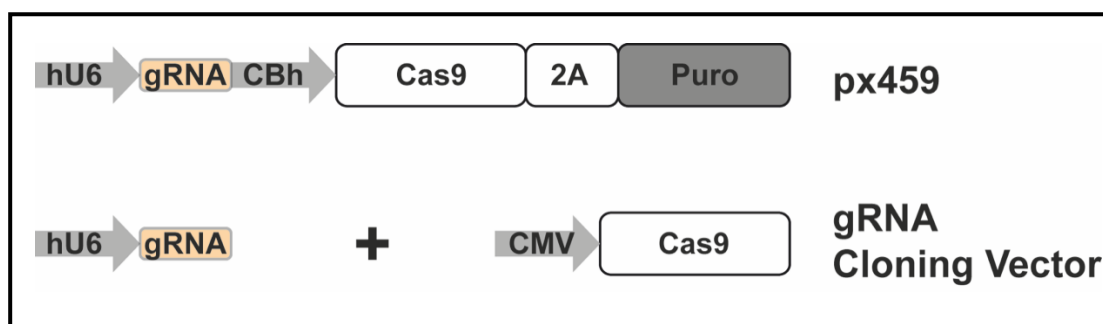 hU6 gRNA CBh Cas9 2A Puro px459
hU6 gRNA + CMV Cas9 gRNA
Cloning Vector